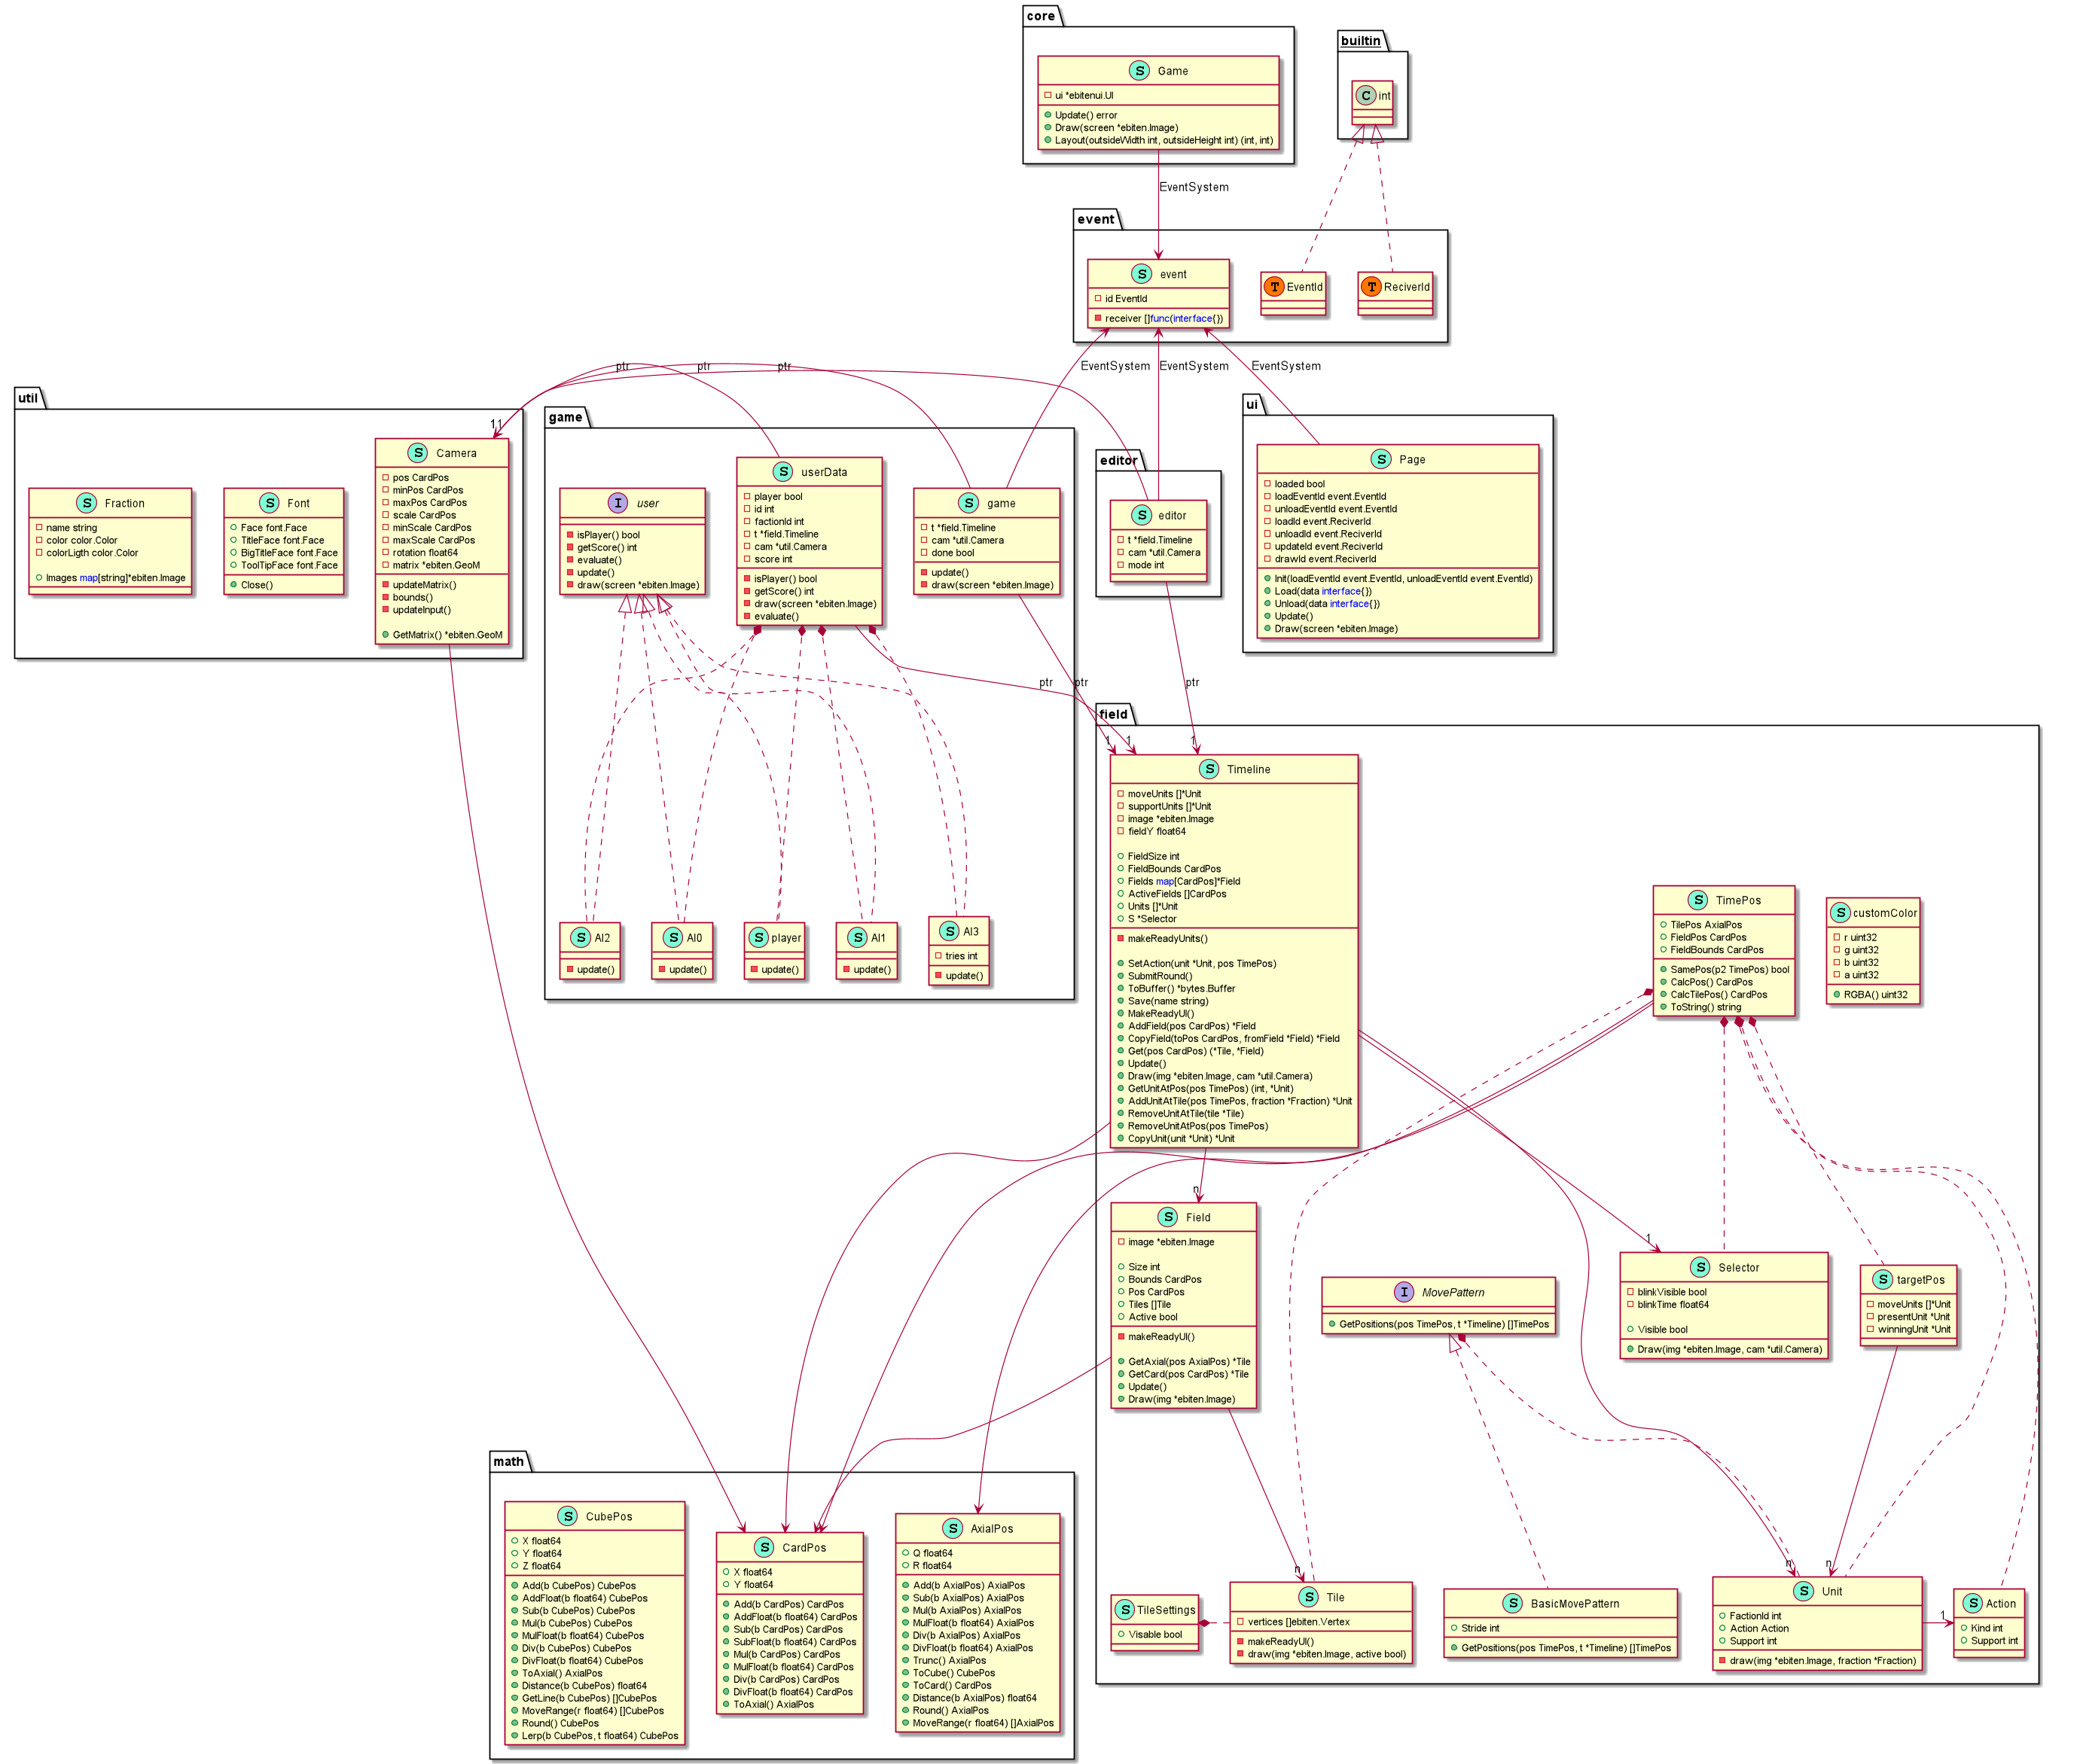 core
Game
ui *ebitenui.UI
Update() error
Draw(screen *ebiten.Image)
Layout(outsideWidth int, outsideHeight int) (int, int)
builtin
int
EventSystem
event
event
id EventId
receiver []func(interface{})
EventId
ReciverId
ptr
ptr
ptr
EventSystem
EventSystem
EventSystem
util
1
1
Fraction
name string
color color.Color
colorLigth color.Color
Images map[string]*ebiten.Image
Font
Face font.Face
TitleFace font.Face
BigTitleFace font.Face
ToolTipFace font.Face
Close()
Camera
pos CardPos
minPos CardPos
maxPos CardPos
scale CardPos
minScale CardPos
maxScale CardPos
rotation float64
matrix *ebiten.GeoM
updateMatrix()
bounds()
updateInput()
GetMatrix() *ebiten.GeoM
game
user
isPlayer() bool
getScore() int
evaluate()
update()
draw(screen *ebiten.Image)
userData
player bool
id int
factionId int
t *field.Timeline
cam *util.Camera
score int
isPlayer() bool
getScore() int
draw(screen *ebiten.Image)
evaluate()
game
t *field.Timeline
cam *util.Camera
done bool
update()
draw(screen *ebiten.Image)
editor
editor
t *field.Timeline
cam *util.Camera
mode int
ui
Page
loaded bool
loadEventId event.EventId
unloadEventId event.EventId
loadId event.ReciverId
unloadId event.ReciverId
updateId event.ReciverId
drawId event.ReciverId
Init(loadEventId event.EventId, unloadEventId event.EventId)
Load(data interface{})
Unload(data interface{})
Update()
Draw(screen *ebiten.Image)
ptr
ptr
ptr
AI2
update()
AI0
update()
player
update()
AI1
update()
AI3
tries int
update()
field
1
1
1
Timeline
moveUnits []*Unit
supportUnits []*Unit
image *ebiten.Image
fieldY float64
FieldSize int
FieldBounds CardPos
Fields map[CardPos]*Field
ActiveFields []CardPos
Units []*Unit
S *Selector
makeReadyUnits()
SetAction(unit *Unit, pos TimePos)
SubmitRound()
ToBuffer() *bytes.Buffer
Save(name string)
MakeReadyUI()
AddField(pos CardPos) *Field
CopyField(toPos CardPos, fromField *Field) *Field
Get(pos CardPos) (*Tile, *Field)
Update()
Draw(img *ebiten.Image, cam *util.Camera)
GetUnitAtPos(pos TimePos) (int, *Unit)
AddUnitAtTile(pos TimePos, fraction *Fraction) *Unit
RemoveUnitAtTile(tile *Tile)
RemoveUnitAtPos(pos TimePos)
CopyUnit(unit *Unit) *Unit
TimePos
TilePos AxialPos
FieldPos CardPos
FieldBounds CardPos
SamePos(p2 TimePos) bool
CalcPos() CardPos
CalcTilePos() CardPos
ToString() string
customColor
r uint32
g uint32
b uint32
a uint32
RGBA() uint32
n
Field
image *ebiten.Image
Size int
Bounds CardPos
Pos CardPos
Tiles []Tile
Active bool
makeReadyUI()
GetAxial(pos AxialPos) *Tile
GetCard(pos CardPos) *Tile
Update()
Draw(img *ebiten.Image)
MovePattern
GetPositions(pos TimePos, t *Timeline) []TimePos
1
Selector
blinkVisible bool
blinkTime float64
Visible bool
Draw(img *ebiten.Image, cam *util.Camera)
targetPos
moveUnits []*Unit
presentUnit *Unit
winningUnit *Unit
math
CubePos
X float64
Y float64
Z float64
Add(b CubePos) CubePos
AddFloat(b float64) CubePos
Sub(b CubePos) CubePos
Mul(b CubePos) CubePos
MulFloat(b float64) CubePos
Div(b CubePos) CubePos
DivFloat(b float64) CubePos
ToAxial() AxialPos
Distance(b CubePos) float64
GetLine(b CubePos) []CubePos
MoveRange(r float64) []CubePos
Round() CubePos
Lerp(b CubePos, t float64) CubePos
CardPos
X float64
Y float64
Add(b CardPos) CardPos
AddFloat(b float64) CardPos
Sub(b CardPos) CardPos
SubFloat(b float64) CardPos
Mul(b CardPos) CardPos
MulFloat(b float64) CardPos
Div(b CardPos) CardPos
DivFloat(b float64) CardPos
ToAxial() AxialPos
AxialPos
Q float64
R float64
Add(b AxialPos) AxialPos
Sub(b AxialPos) AxialPos
Mul(b AxialPos) AxialPos
MulFloat(b float64) AxialPos
Div(b AxialPos) AxialPos
DivFloat(b float64) AxialPos
Trunc() AxialPos
ToCube() CubePos
ToCard() CardPos
Distance(b AxialPos) float64
Round() AxialPos
MoveRange(r float64) []AxialPos
TileSettings
Visable bool
n
Tile
vertices []ebiten.Vertex
makeReadyUI()
draw(img *ebiten.Image, active bool)
BasicMovePattern
Stride int
GetPositions(pos TimePos, t *Timeline) []TimePos
n
n
Unit
FactionId int
Action Action
Support int
draw(img *ebiten.Image, fraction *Fraction)
1
Action
Kind int
Support int